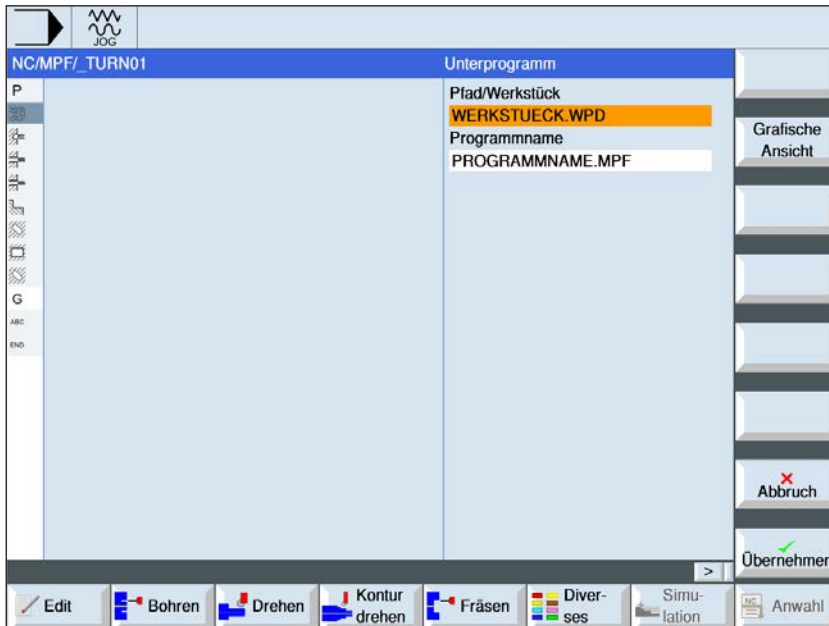 JOG
NC/MPF/_TURN01
Unterprogramm
P
Pfad/Werkstück
WERKSTUECK.WPD
Programmname
PROGRAMMNAME.MPF
G
ABC
END
Grafische
Ansicht
Abbruch
Übernehmen
>
Edit
Bohren
Drehen
Kontur
drehen
Fräsen
Diver-
ses
Simu-
lation
NC
Anwahl